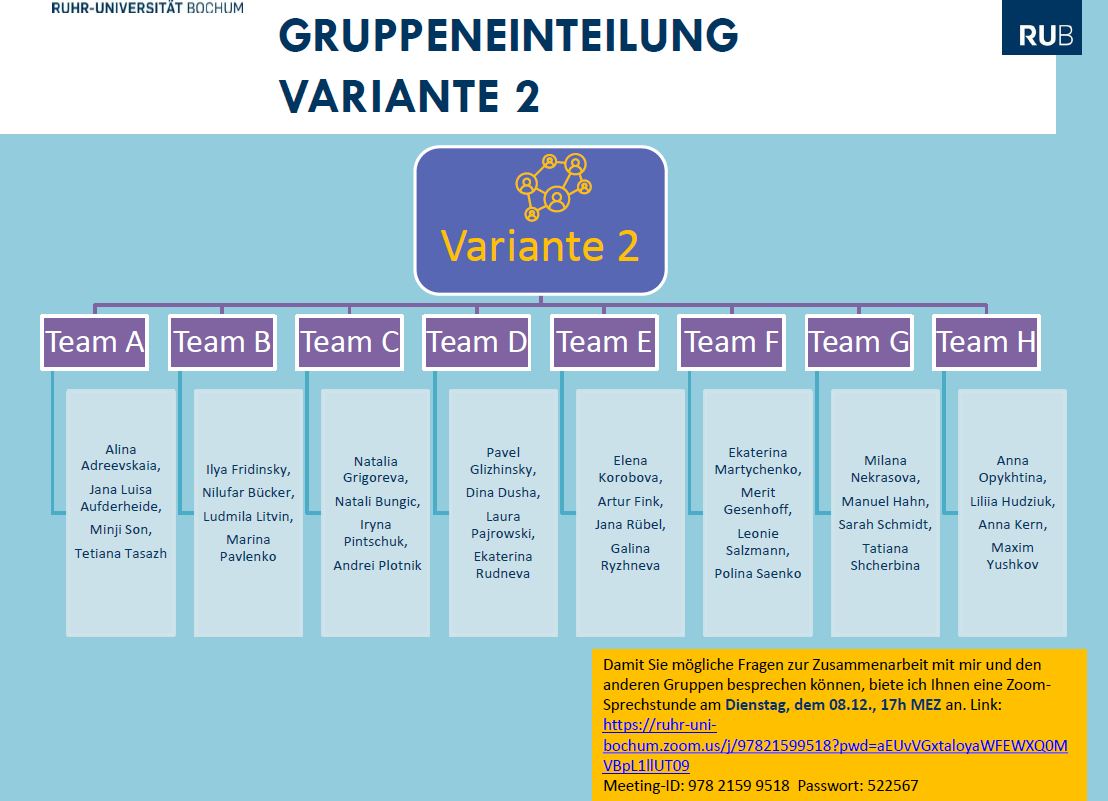 RUHR-UNIVERSITÄT BOCHUM
GRUPPENEINTEILUNG
VARIANTE 2
RUB
Variante 2
Team A
Team B
Team C
Team D
Team E
Team F
Team G
Team H
Alina
Adreevskaia,
Jana Luisa
Aufderheide,
Minji Son,
Tetiana Tasazh
Ilya Fridinsky,
Nilufar Bücker,
Ludmila Litvin,
Marina
Pavlenko
Natalia
Grigoreva,
Natali Bungic,
Iryna
Pintschuk,
Andrei Plotnik
Pavel
Glizhinsky,
Dina Dusha,
Laura
Pajrowski,
Ekaterina
Rudneva
Elena
Korobova,
Artur Fink,
Jana Rübel,
Galina
Ryzhneva
Ekaterina
Martychenko,
Merit
Gesenhoff,
Leonie
Salzmann,
Polina Saenko
Milana
Nekrasova,
Manuel Hahn,
Sarah Schmidt,
Tatiana
Shcherbina
Anna
Opykhtina,
Liliia Hudziuk,
Anna Kern,
Maxim
Yushkov
Damit Sie mögliche Fragen zur Zusammenarbeit mit mir und den
anderen Gruppen besprechen können, biete ich Ihnen eine Zoom-
Sprechstunde am Dienstag, dem 08.12., 17h MEZ an. Link:
https://ruhr-uni-
bochum.zoom.us/j/97821599518?pwd=aEUvVGxtaloyaWFEWXQ0M
VBpL1llUT09
Meeting-ID: 978 2159 9518 Passwort: 522567